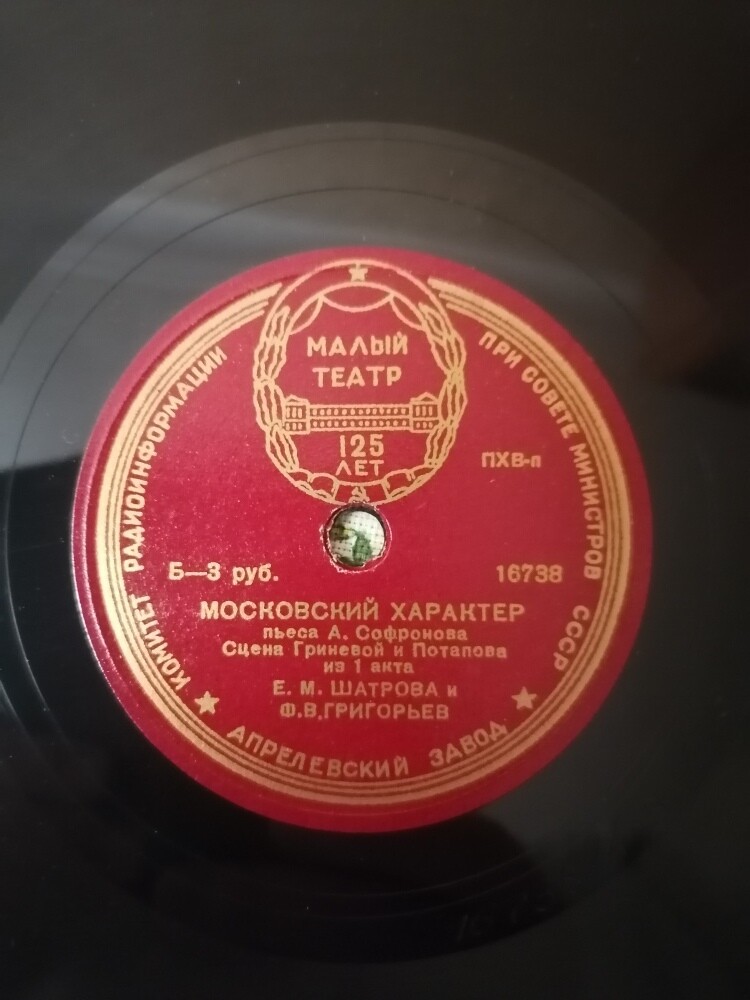 МАЛЫЙ
ТЕАТР
125
ЛЕТ
КОМИТЕТ РАДИОИНФОРМАЦИИ
ПРИ СОВЕТЕ МИНИСТРОВ СССР
ПХВ-п
Б—3 руб.
16738
МОСКОВСКИЙ ХАРАКТЕР
пьеса А. Софронова
Сцена Гриневой и Потапова
из 1 акта
Е. М. ШАТРОВА и
Ф.В.ГРИГОРЬЕВ
АПРЕЛЕВСКИЙ ЗАВОД